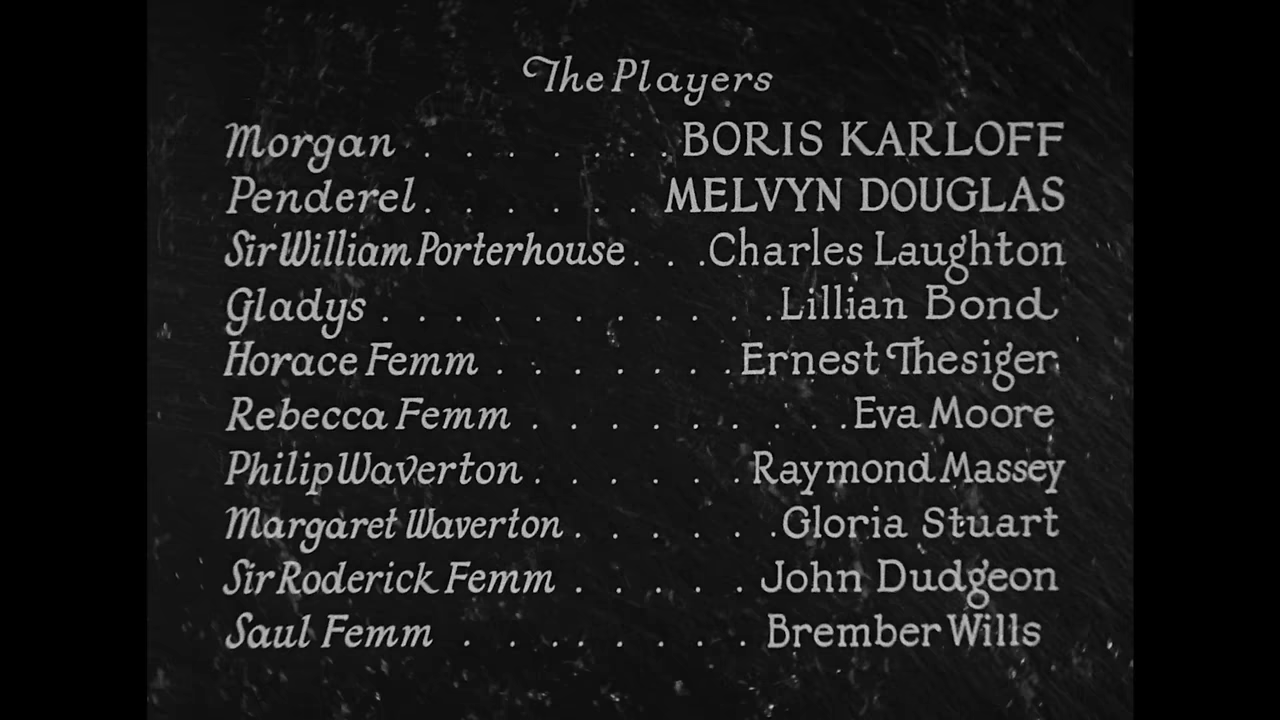 The Players
Morgan . . . . . . . BORIS KARLOFF
Penderel . . . . . . MELVYN DOUGLAS
Sir William Porterhouse . . . Charles Laughton
Gladys . . . . . . . . . . . Lillian Bond
Horace Femm . . . . . . . Ernest Thesiger
Rebecca Femm . . . . . . . . . Eva Moore
Philip Waverton . . . . . . Raymond Massey
Margaret Waverton . . . . . . Gloria Stuart
Sir Roderick Femm . . . . . John Dudgeon
Saul Femm . . . . . . . . Brember Wills